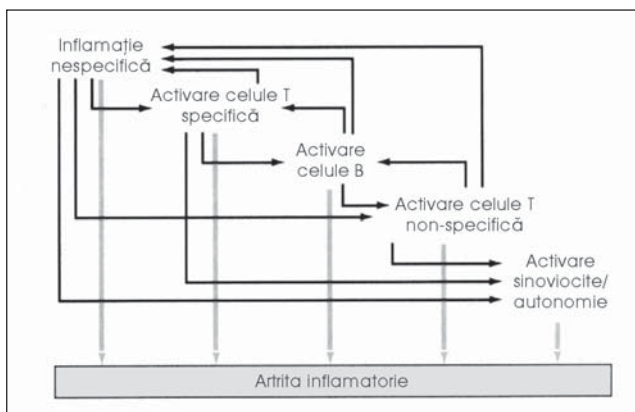 Inflamație
nespecifică
Activare celule T
specifică
Activare
celule B
Activare celule T
non-specifică
Activare
sinoviocite/
autonomie
Artrita inflamatorie